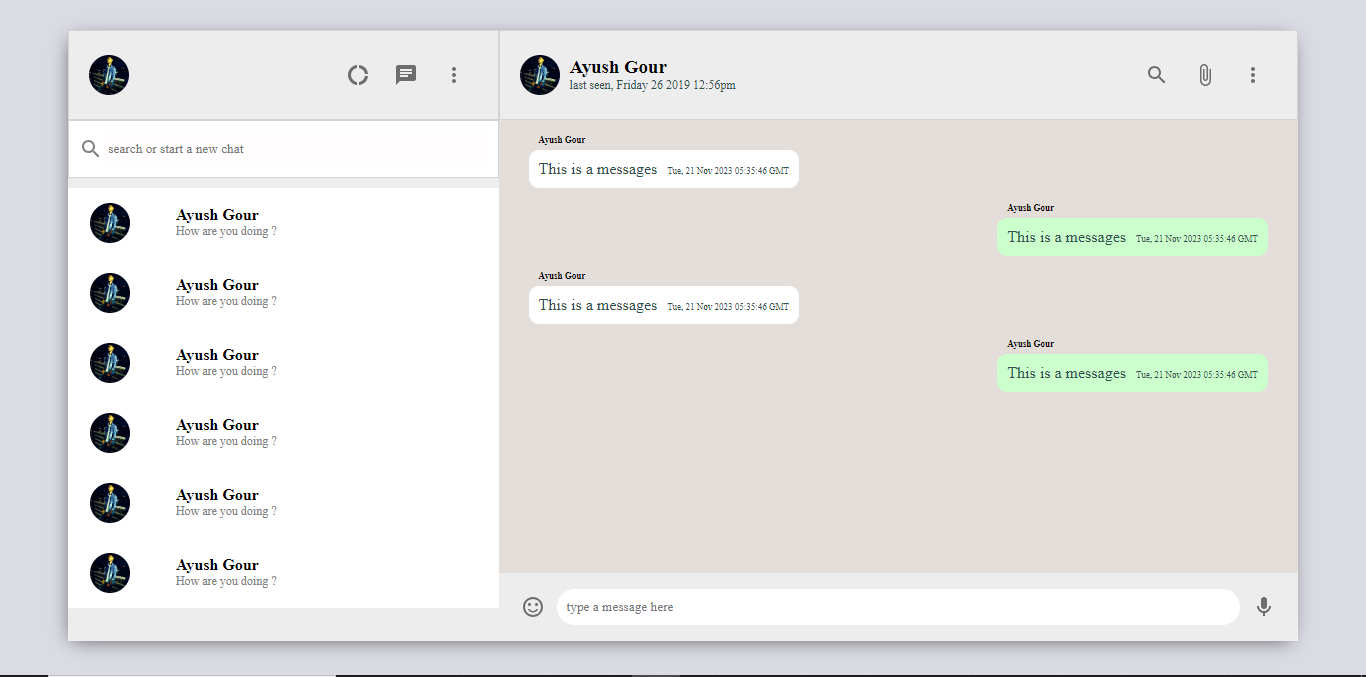 Ayush Gour
last seen, Friday 26 2019 12:56pm
search or start a new chat
Ayush Gour
How are you doing ?
Ayush Gour
How are you doing ?
Ayush Gour
How are you doing ?
Ayush Gour
How are you doing ?
Ayush Gour
How are you doing ?
Ayush Gour
How are you doing ?
Ayush Gour
This is a messages Tue, 21 Nov 2023 05:35:46 GMT
Ayush Gour
This is a messages Tue, 21 Nov 2023 05:35:46 GMT
Ayush Gour
This is a messages Tue, 21 Nov 2023 05:35:46 GMT
Ayush Gour
This is a messages Tue, 21 Nov 2023 05:35:46 GMT
type a message here